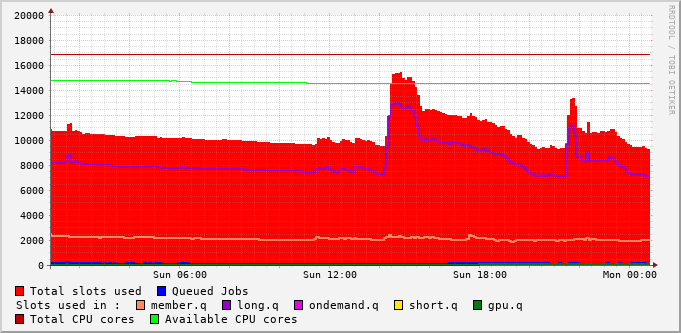 20000
18000
16000
14000
12000
10000
8000
6000
4000
2000
0
Sun 06:00 Sun 12:00 Sun 18:00 Mon 00:00
RRDTOOL / TOBI OETIKER
Total slots used Queued Jobs
Slots used in : member.q long.q ondemand.q short.q gpu.q
Total CPU cores Available CPU cores